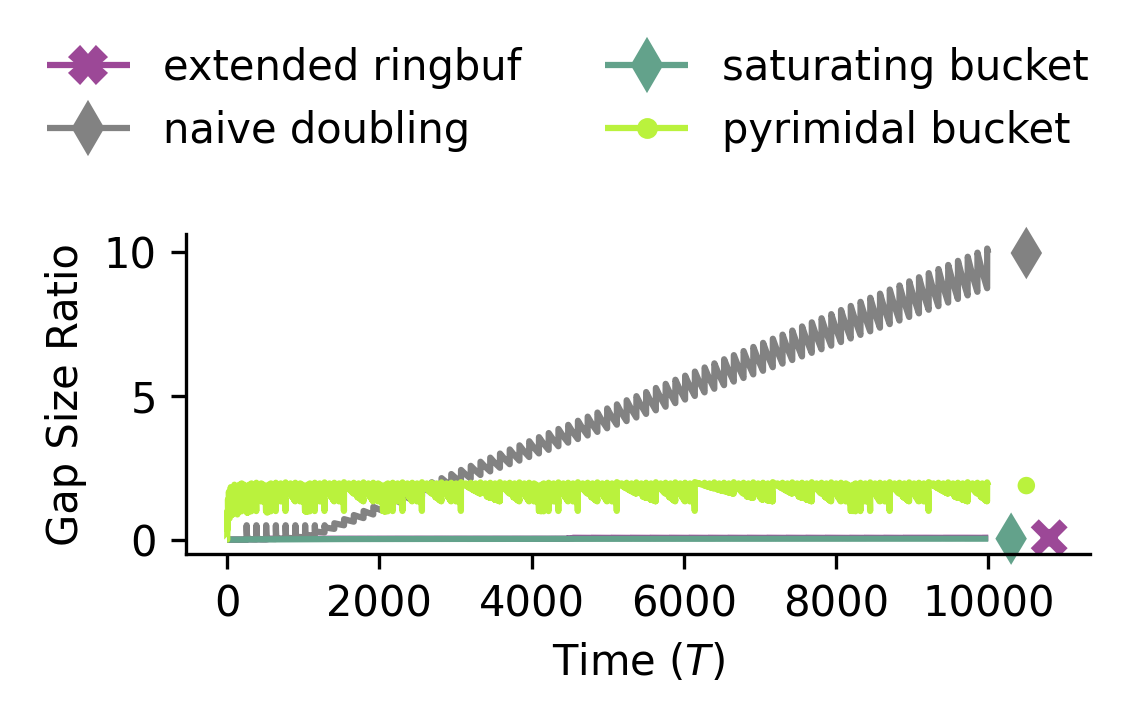 extended ringbuf
naive doubling
saturating bucket
pyrimidal bucket
Gap Size Ratio
10
5
0
0 2000 4000 6000 8000 10000
Time (T)